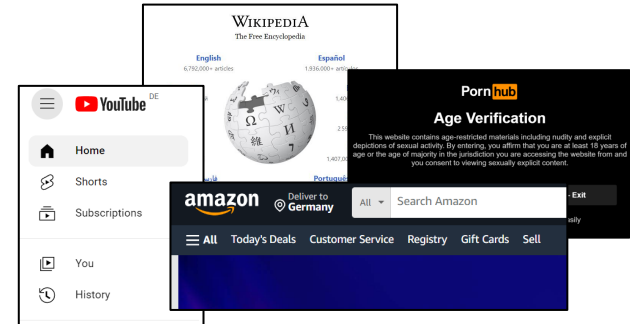 WIKIPEDIA
The Free Encyclopedia
English
6,792,000+ articles
Español
1.936.000+ artículos
Ω
W
И
維
7
YouTube DE
Home
Shorts
Subscriptions
You
History
Pornhub
Age Verification
This website contains age-restricted materials including nudity and explicit
depictions of sexual activity. By entering, you affirm that you are at least 18 years of
age or the age of majority in the jurisdiction you are accessing the website from and
you consent to viewing sexually explicit content.
- Exit
Português
amazon
Deliver to
Germany
All
Search Amazon
All Today's Deals Customer Service Registry Gift Cards Sell